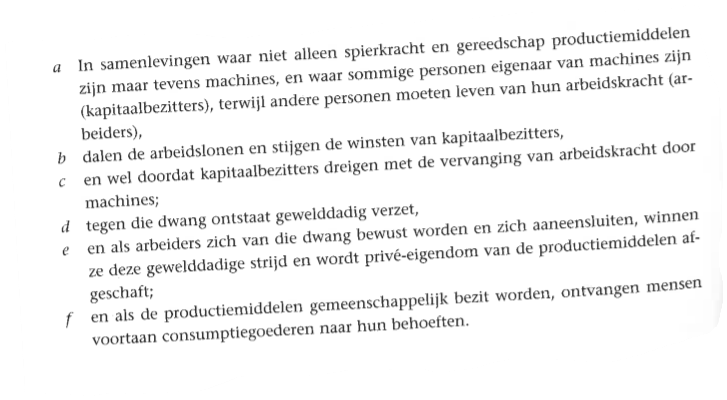 a In samenlevingen waar niet alleen spierkracht en gereedschap productiemiddelen
zijn maar tevens machines, en waar sommige personen eigenaar van machines zijn
(kapitaalbezitters), terwijl andere personen moeten leven van hun arbeidskracht (ar-
beiders),
b dalen de arbeidslonen en stijgen de winsten van kapitaalbezitters,
c en wel doordat kapitaalbezitters dreigen met de vervanging van arbeidskracht door
machines;
d tegen die dwang ontstaat gewelddadig verzet,
e en als arbeiders zich van die dwang bewust worden en zich aaneensluiten, winnen
ze deze gewelddadige strijd en wordt privé-eigendom van de productiemiddelen af-
geschaft;
f en als de productiemiddelen gemeenschappelijk bezit worden, ontvangen mensen
voortaan consumptiegoederen naar hun behoeften.